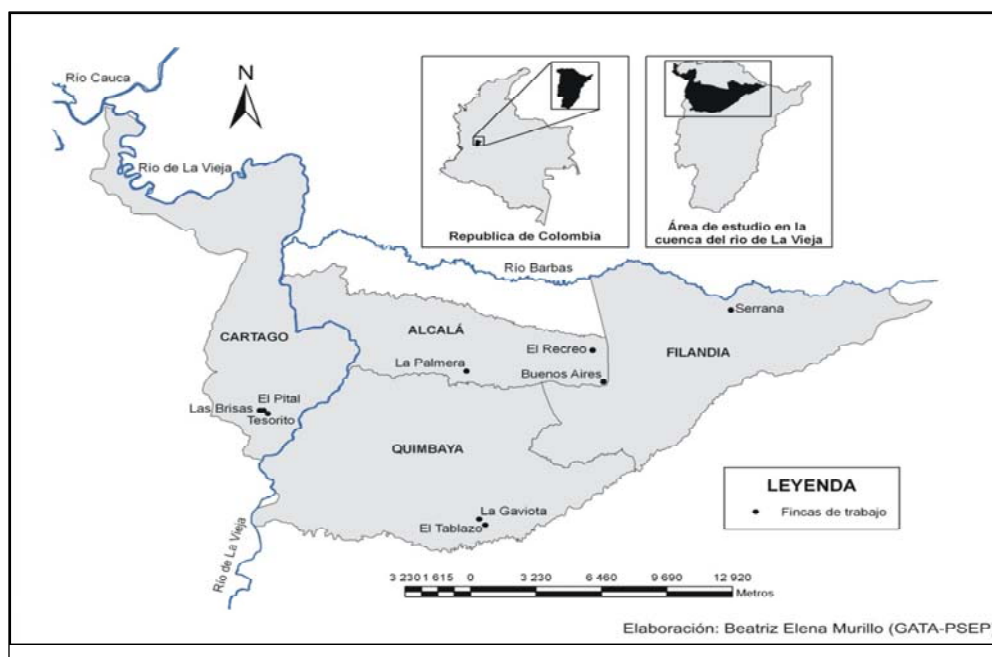 Río Cauca
N
Río de La Vieja
Republica de Colombia
Área de estudio en la
cuenca del rio de La Vieja
Río Barbas
Serrana
ALCALÁ
CARTAGO
El Recreo
FILANDIA
La Palmera
Buenos Aires
El Pital
Las Brisas
Tesorito
QUIMBAYA
LEYENDA
Fincas de trabajo
La Gaviota
El Tablazo
Río de La Vieja
3 230 1 615 0 3 230 6 460 9 690 12 920
Metros
Elaboración: Beatriz Elena Murillo (GATA-PSEP)